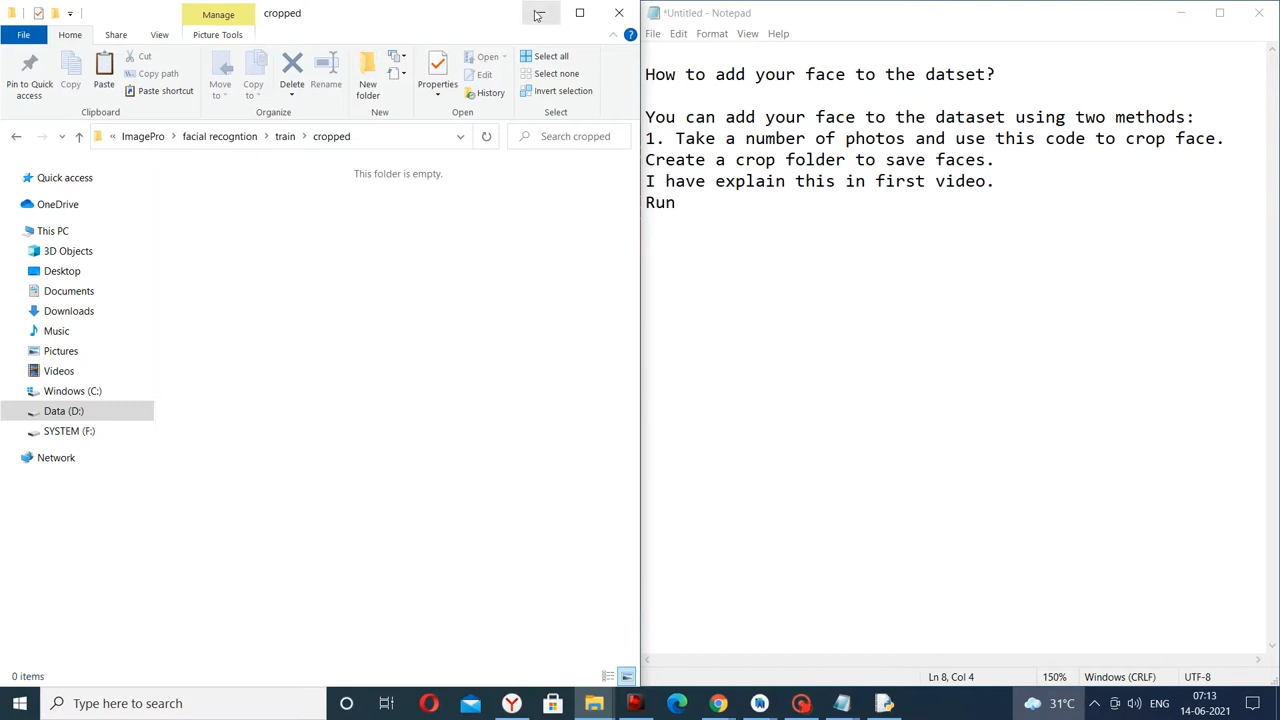 Manage
cropped
File
Home
Share
View
Picture Tools
Pin to Quick access
Copy
Paste
Cut
Copy path
Paste shortcut
Clipboard
Move to
Copy to
Delete
Rename
Organize
New folder
New
Properties
Open
Edit
History
Open
Select all
Select none
Invert selection
Select
« ImagePro > facial recogntion > train > cropped
Search cropped
This folder is empty.
Quick access
OneDrive
This PC
3D Objects
Desktop
Documents
Downloads
Music
Pictures
Videos
Windows (C:)
Data (D:)
SYSTEM (F:)
Network
0 items
*Untitled - Notepad
File Edit Format View Help
How to add your face to the datset?
You can add your face to the dataset using two methods:
1. Take a number of photos and use this code to crop face.
Create a crop folder to save faces.
I have explain this in first video.
Run
Ln 8, Col 4
150%
Windows (CRLF)
UTF-8
Type here to search
31°C
ENG
07:13
14-06-2021